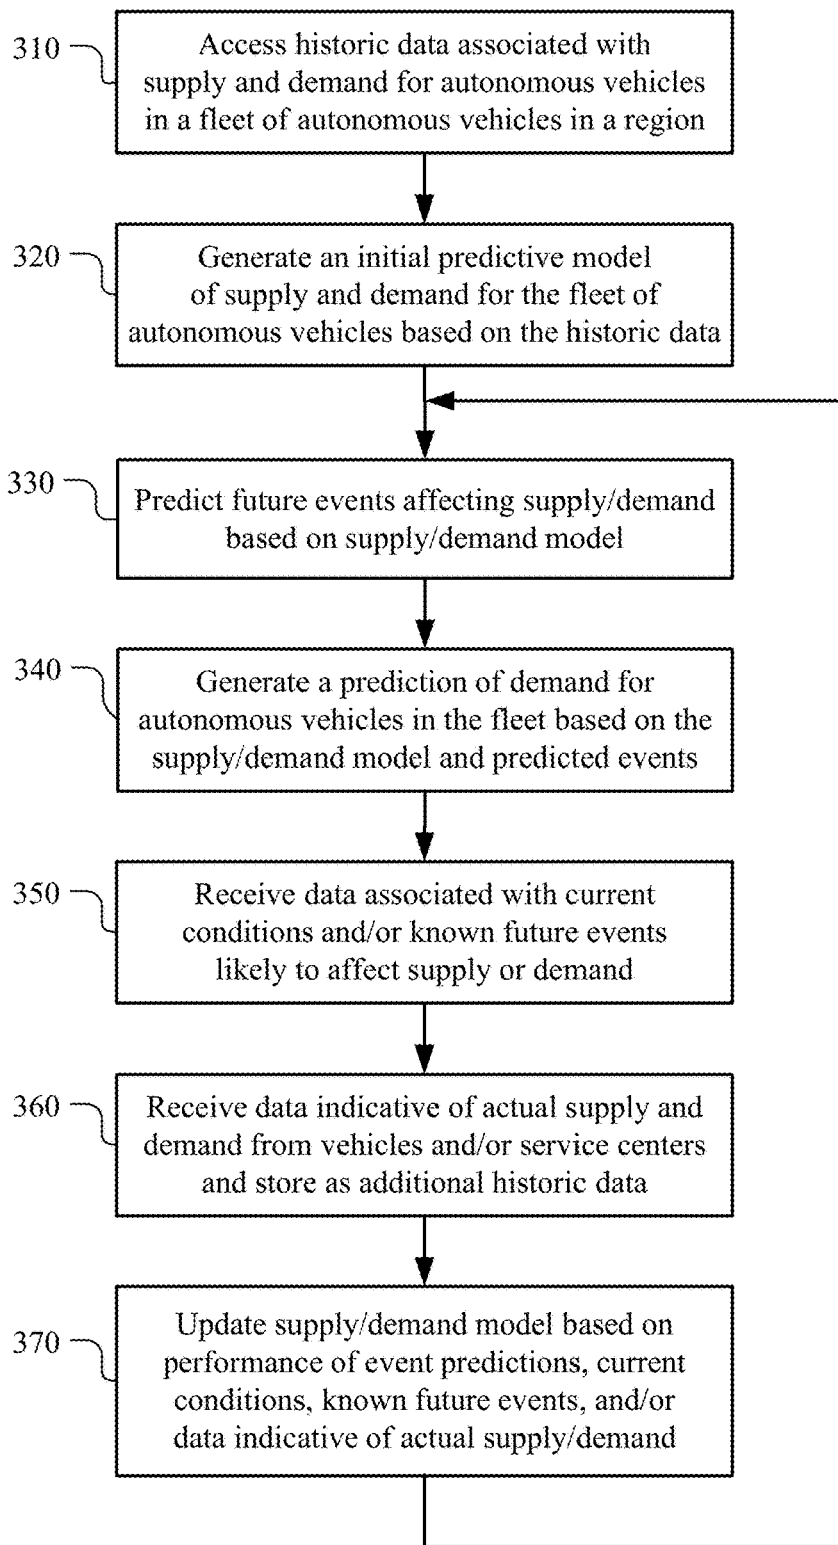 310
Access historic data associated with
supply and demand for autonomous vehicles
in a fleet of autonomous vehicles in a region
320
Generate an initial predictive model
of supply and demand for the fleet of
autonomous vehicles based on the historic data
330
Predict future events affecting supply/demand
based on supply/demand model
340
Generate a prediction of demand for
autonomous vehicles in the fleet based on the
supply/demand model and predicted events
350
Receive data associated with current
conditions and/or known future events
likely to affect supply or demand
360
Receive data indicative of actual supply and
demand from vehicles and/or service centers
and store as additional historic data
370
Update supply/demand model based on
performance of event predictions, current
conditions, known future events, and/or
data indicative of actual supply/demand